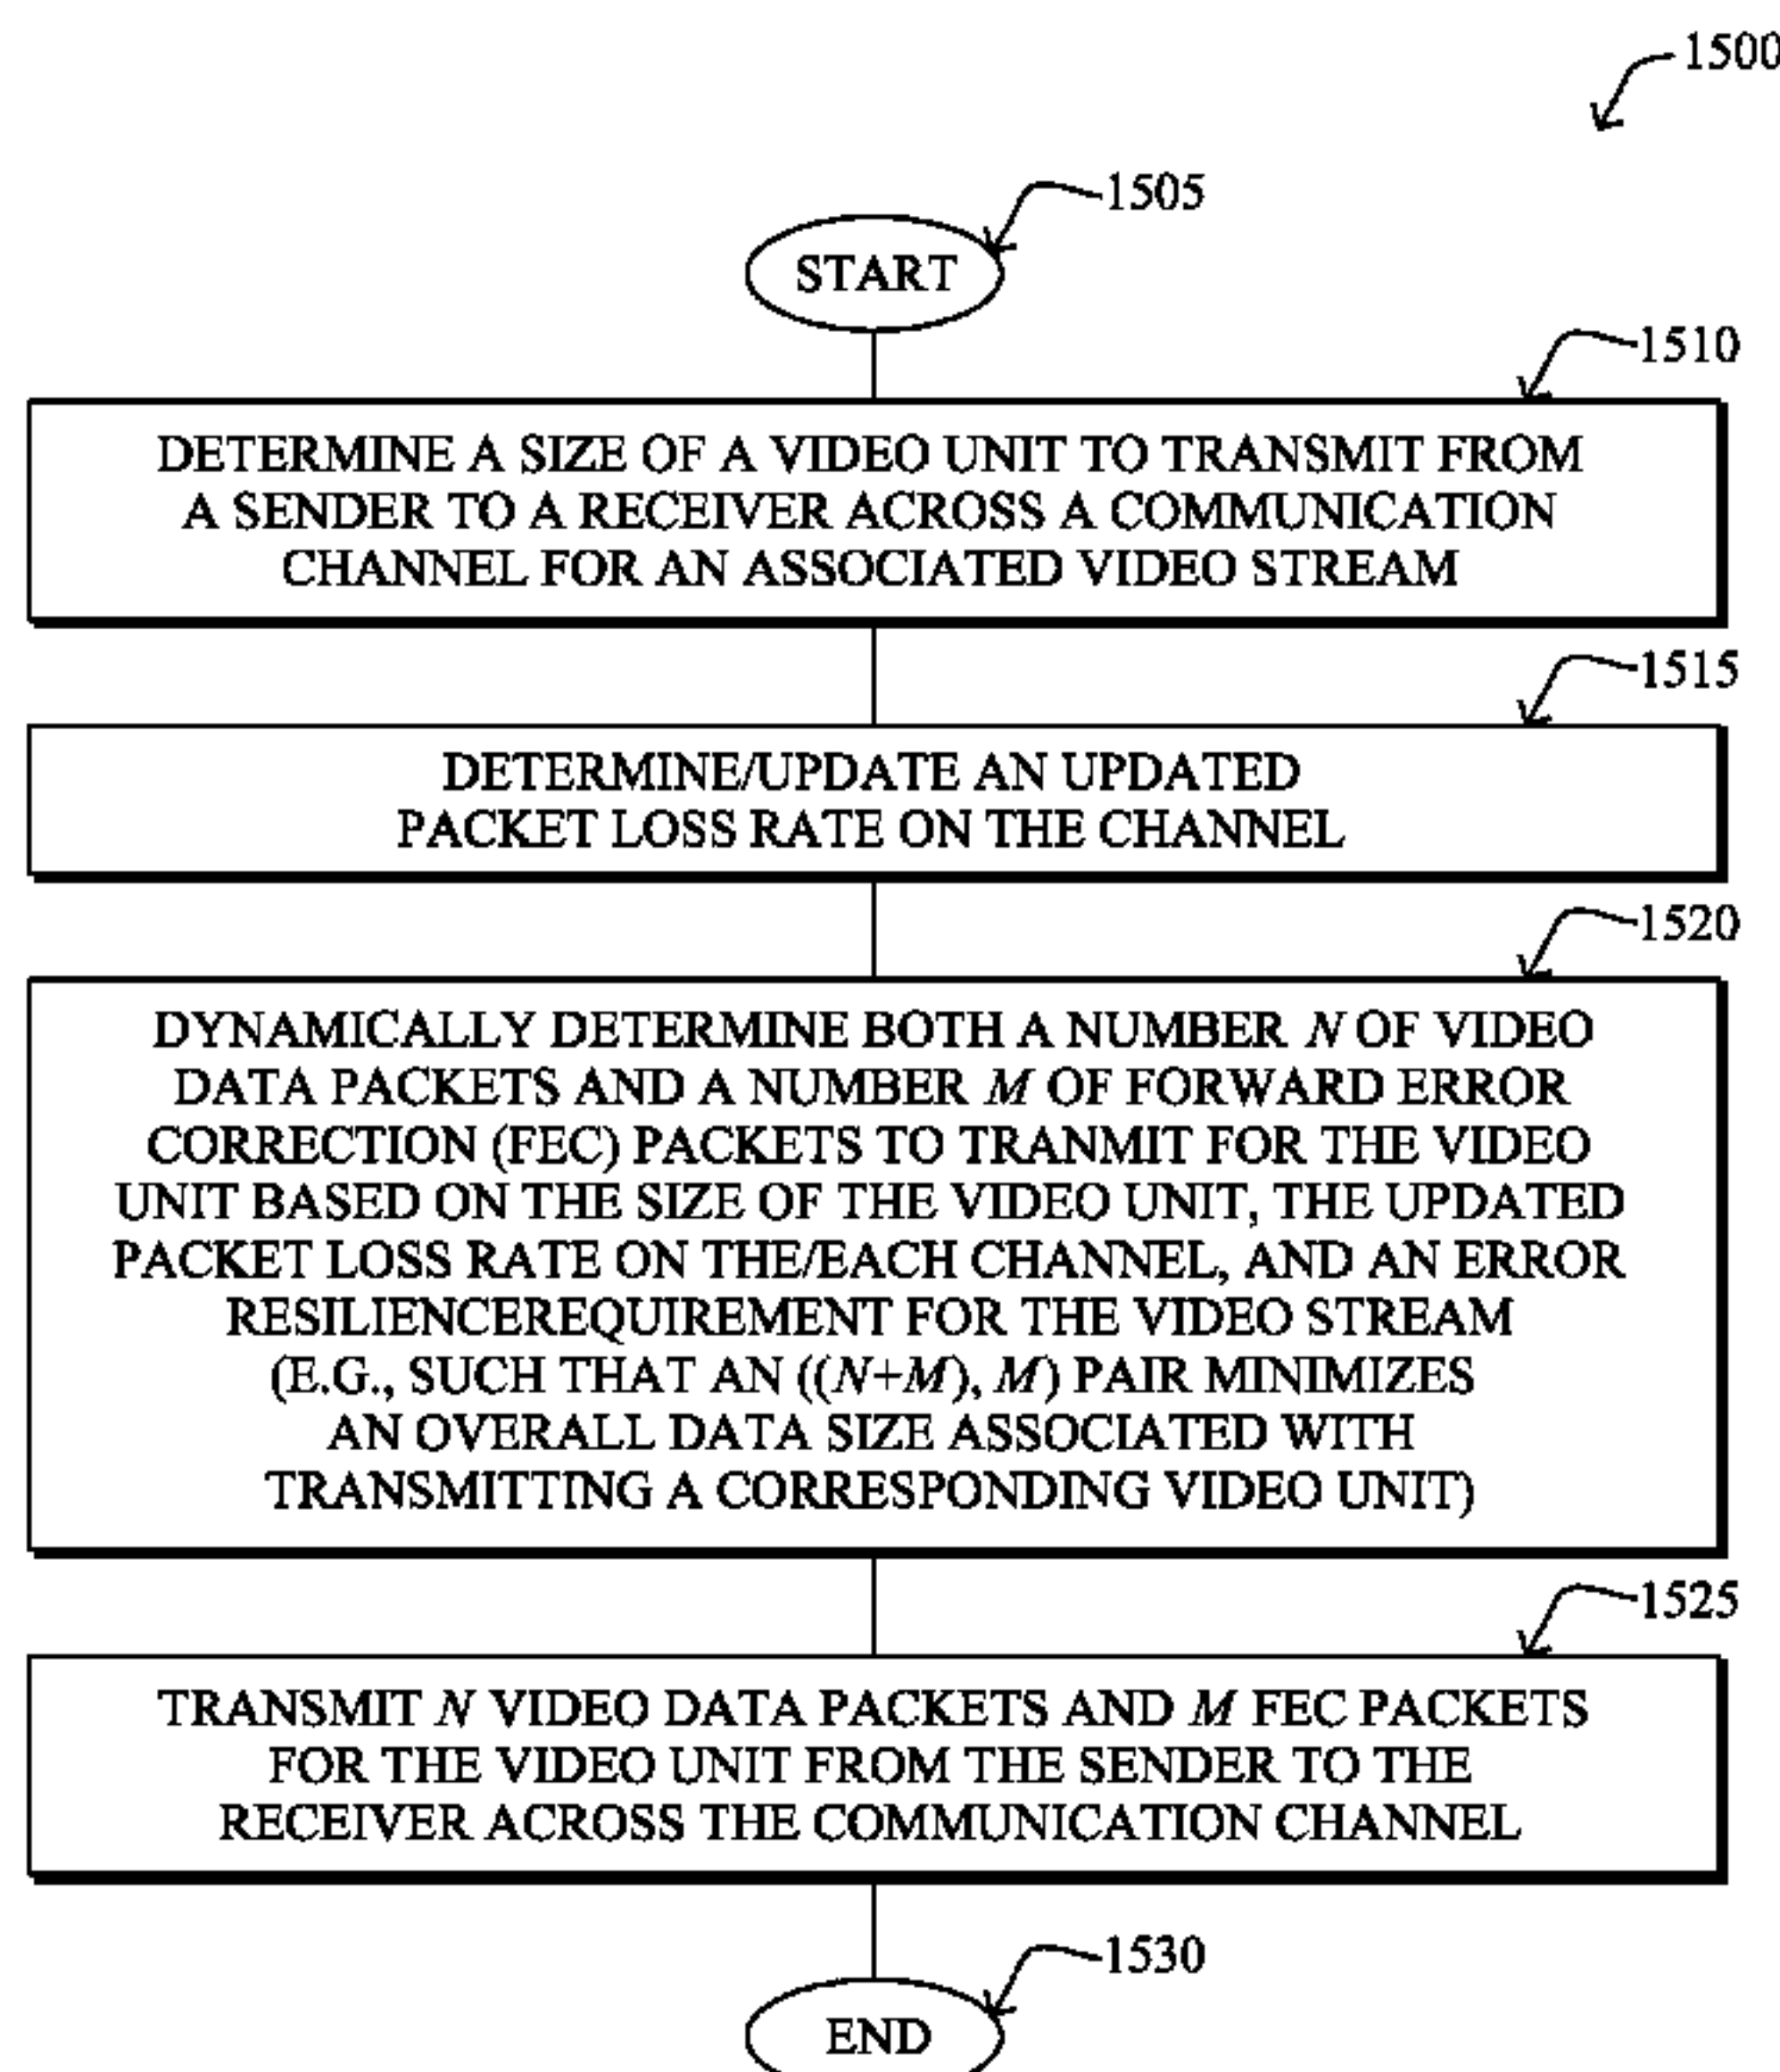 1500
1505
START
1510
DETERMINE A SIZE OF A VIDEO UNIT TO TRANSMIT FROM
A SENDER TO A RECEIVER ACROSS A COMMUNICATION
CHANNEL FOR AN ASSOCIATED VIDEO STREAM
1515
DETERMINE/UPDATE AN UPDATED
PACKET LOSS RATE ON THE CHANNEL
1520
DYNAMICALLY DETERMINE BOTH A NUMBER N OF VIDEO
DATA PACKETS AND A NUMBER M OF FORWARD ERROR
CORRECTION (FEC) PACKETS TO TRANMIT FOR THE VIDEO
UNIT BASED ON THE SIZE OF THE VIDEO UNIT, THE UPDATED
PACKET LOSS RATE ON THE/EACH CHANNEL, AND AN ERROR
RESILIENCEREQUIREMENT FOR THE VIDEO STREAM
(E.G., SUCH THAT AN ((N+M), M) PAIR MINIMIZES
AN OVERALL DATA SIZE ASSOCIATED WITH
TRANSMITTING A CORRESPONDING VIDEO UNIT)
1525
TRANSMIT N VIDEO DATA PACKETS AND M FEC PACKETS
FOR THE VIDEO UNIT FROM THE SENDER TO THE
RECEIVER ACROSS THE COMMUNICATION CHANNEL
1530
END